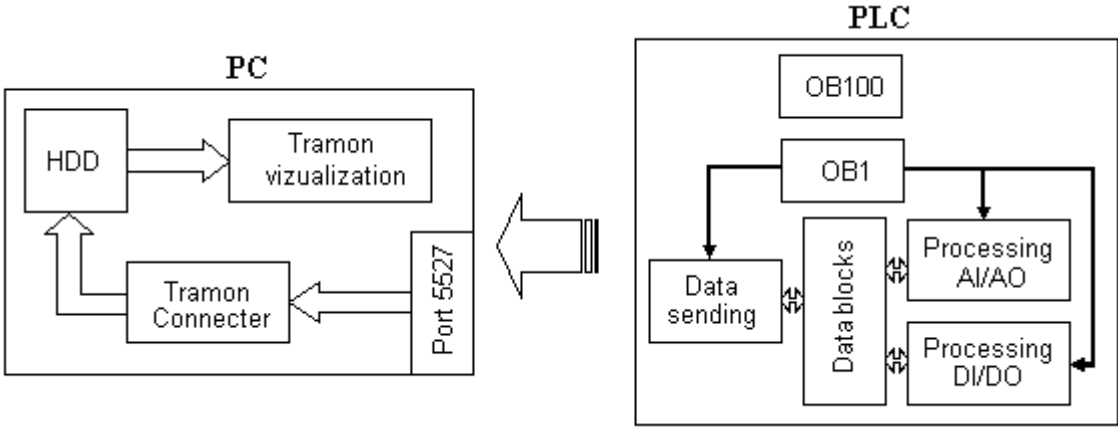 PC
HDD
Tramon
vizualization
Tramon
Connecter
Port 5527
PLC
OB100
OB1
Data
sending
Data blocks
Processing
AI/AO
Processing
DI/DO